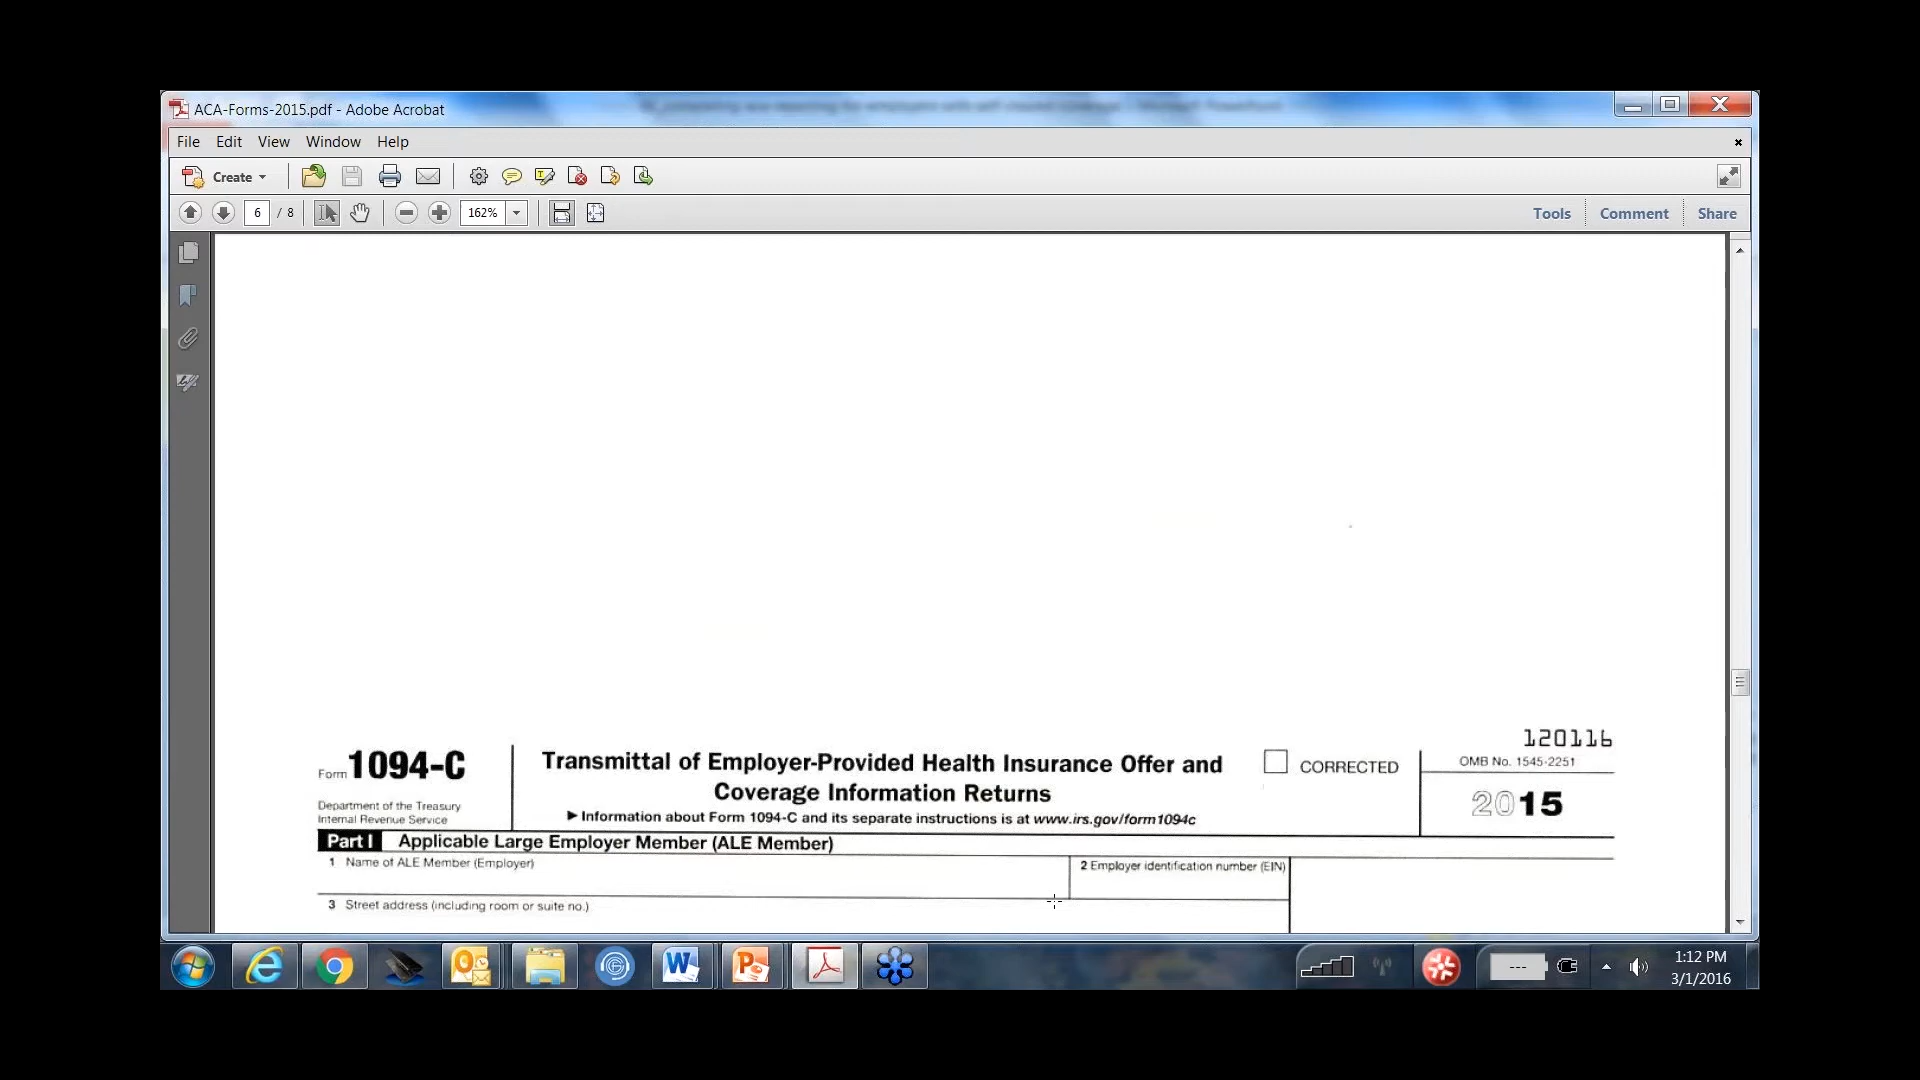 ACA-Forms-2015.pdf - Adobe Acrobat
File Edit View Window Help
Create
6 / 8 162% Tools Comment Share
120116
Form 1094-C
Department of the Treasury
Internal Revenue Service
Transmittal of Employer-Provided Health Insurance Offer and
Coverage Information Returns
▶ Information about Form 1094-C and its separate instructions is at www.irs.gov/form1094c
CORRECTED
OMB No. 1545-2251
2015
Part I Applicable Large Employer Member (ALE Member)
1 Name of ALE Member (Employer)
2 Employer identification number (EIN)
3 Street address (including room or suite no.)
1:12 PM
3/1/2016